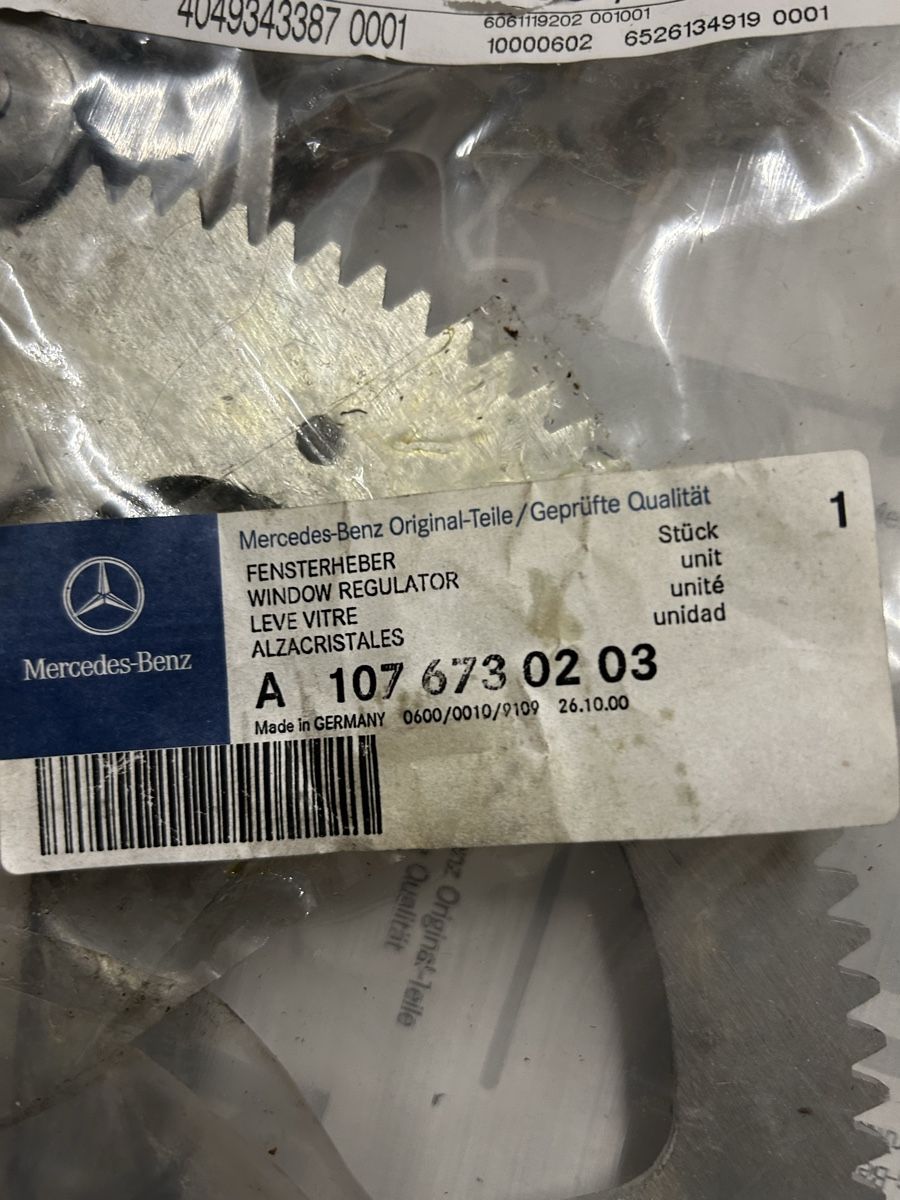 4049343387 0001
6061119202 001001
10000602 6526134919 0001
Mercedes-Benz Original-Teile/Geprüfte Qualität
1
FENSTERHEBER Stück
WINDOW REGULATOR unit
LEVE VITRE unité
ALZACRISTALES unidad
Mercedes-Benz
A 107 673 02 03
Made in GERMANY 0600/0010/9109 26.10.00
Original-Teile
Qualität